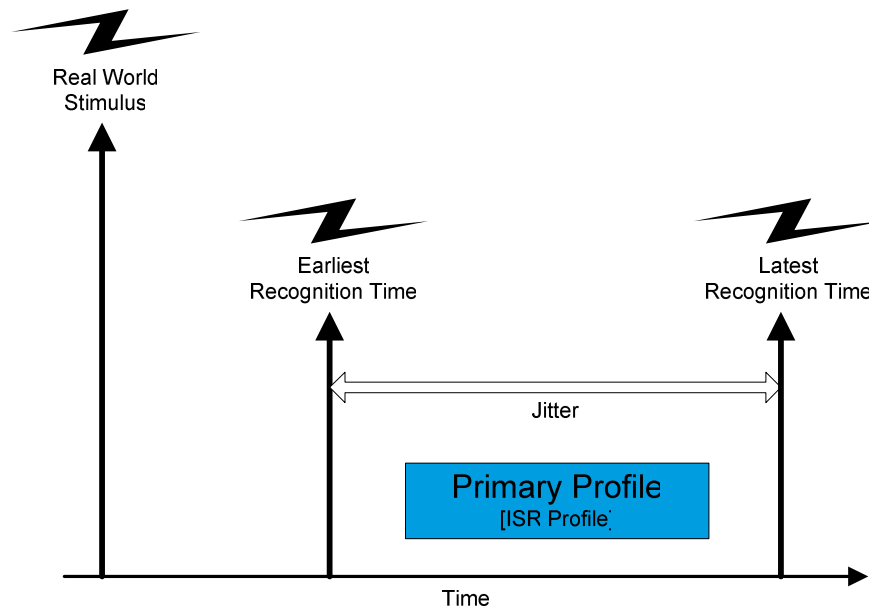 Real World
Stimulus
Earliest
Recognition Time
Latest
Recognition Time
Jitter
Primary Profile
[ISR Profile]
Time